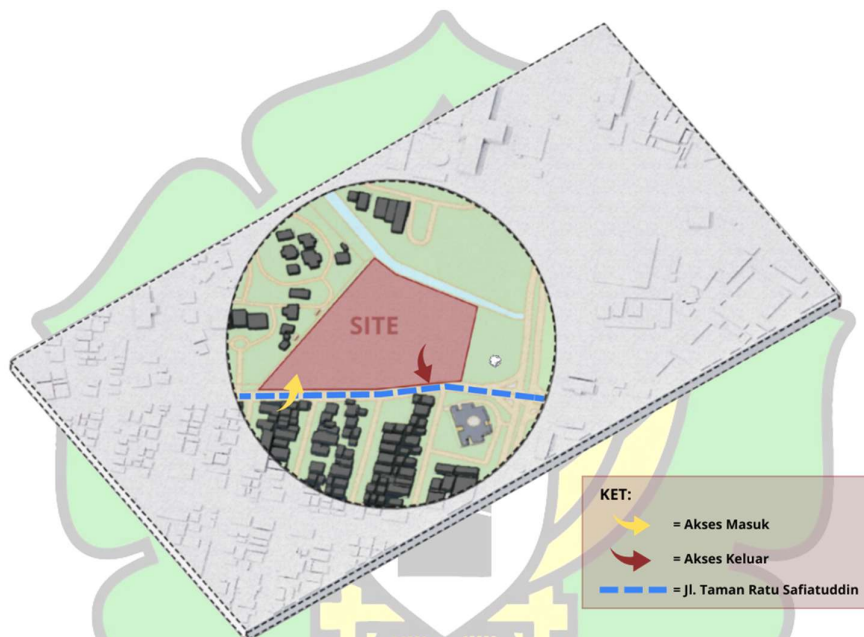 SITE
KET:
= Akses Masuk
= Akses Keluar
= Jl. Taman Ratu Safiatuddin